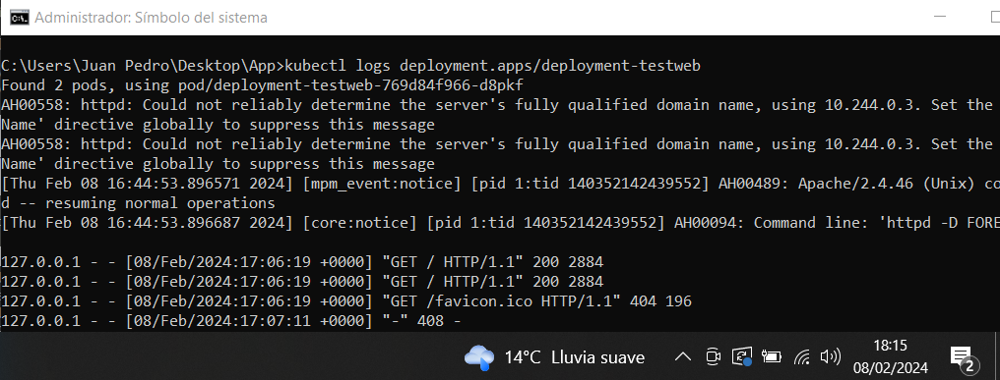 Administrador: Símbolo del sistema
C:\Users\Juan Pedro\Desktop\App>kubectl logs deployment.apps/deployment-testweb
Found 2 pods, using pod/deployment-testweb-769d84f966-d8pkf
AH00558: httpd: Could not reliably determine the server's fully qualified domain name, using 10.244.0.3. Set the
Name' directive globally to suppress this message
AH00558: httpd: Could not reliably determine the server's fully qualified domain name, using 10.244.0.3. Set the
Name' directive globally to suppress this message
[Thu Feb 08 16:44:53.896571 2024] [mpm_event:notice] [pid 1:tid 140352142439552] AH00489: Apache/2.4.46 (Unix) co
d -- resuming normal operations
[Thu Feb 08 16:44:53.896687 2024] [core:notice] [pid 1:tid 140352142439552] AH00094: Command line: 'httpd -D FORE
127.0.0.1 - - [08/Feb/2024:17:06:19 +0000] "GET / HTTP/1.1" 200 2884
127.0.0.1 - - [08/Feb/2024:17:06:19 +0000] "GET / HTTP/1.1" 200 2884
127.0.0.1 - - [08/Feb/2024:17:06:19 +0000] "GET /favicon.ico HTTP/1.1" 404 196
127.0.0.1 - - [08/Feb/2024:17:07:11 +0000] "-" 408 -
14°C Lluvia suave
18:15
08/02/2024
2